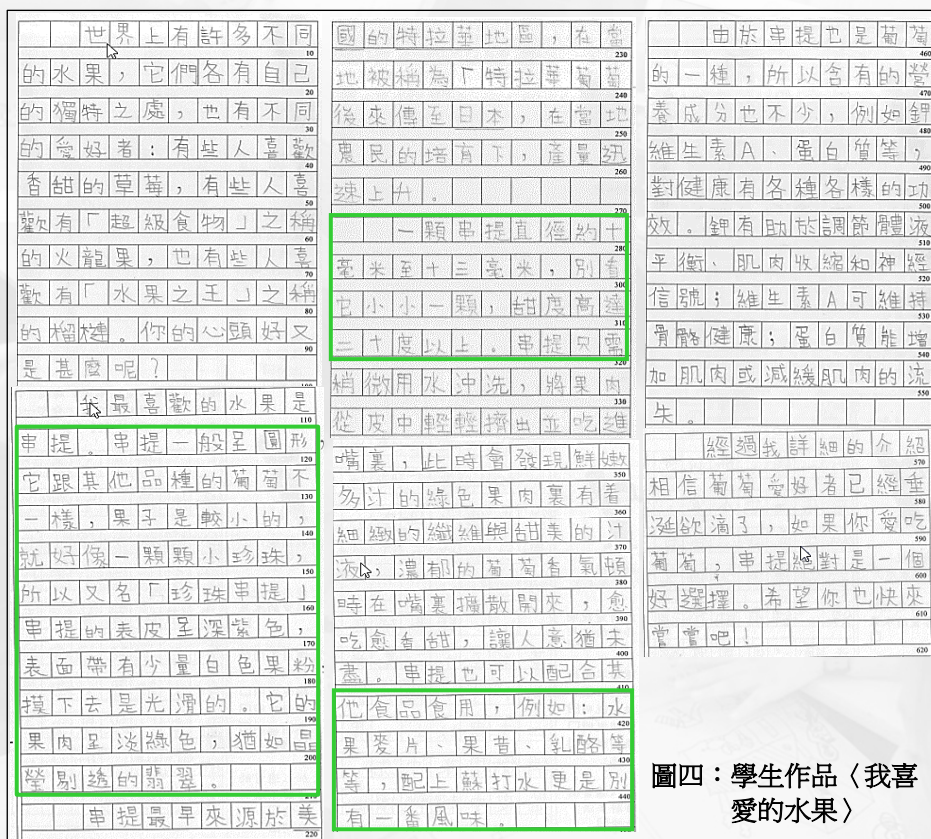 世界上有許多不同
的水果，它們各有自己
的獨特之處，也有不同
的愛好者：有些人喜歡
香甜的草莓，有些人喜
歡有「超級食物」之稱
的火龍果，也有些人喜
歡有「水果之王」之稱
的榴槤。你的心頭好又
是甚麼呢？
我最喜歡的水果是
串提。串提一般呈圓形，
它跟其他品種的葡萄不
一樣，果子是較小的，
就好像一顆顆小珍珠，
所以又名「珍珠串提」
串提的表皮呈深紫色，
表面帶有少量白色果粉：
摸下去是光滑的。它的
果肉呈淡綠色，猶如晶
瑩剔透的翡翠。
串提最早來源於美
國的特拉華地區，在當
地被稱為「特拉華葡萄
後來傳至日本，在當地
農民的培育下，產量迅
速上升。
一顆串提直徑約十
毫米至十三毫米，別看
它小小一顆，甜度高達
二十度以上。串提只需
稍微用水沖洗，將果肉
從皮中輕輕擠出並吃進
嘴裏，此時會發現鮮嫩
多汁的綠色果肉裏有着
細緻的纖維與甜美的汁
液，濃郁的葡萄香氣頓
時在嘴裏擴散開來，愈
吃愈香甜，讓人意猶未
盡。串提也可以配合其
他食品食用，例如：水
果麥片、果昔、乳酪等
等，配上蘇打水更是別
有一番風味。
由於串提也是葡萄
的一種，所以含有的營
養成分也不少，例如鉀
維生素A、蛋白質等，
對健康有各種各樣的功
效。鉀有助於調節體液
平衡、肌肉收縮和神經
信號；維生素A可維持
骨骼健康；蛋白質能增
加肌肉或減緩肌肉的流
失。
經過我詳細的介紹
相信葡萄愛好者已經垂
涎欲滴了，如果你愛吃
葡萄，串提絕對是一個
好選擇。希望你也快來
嘗嘗吧！
圖四：學生作品〈我喜
愛的水果〉